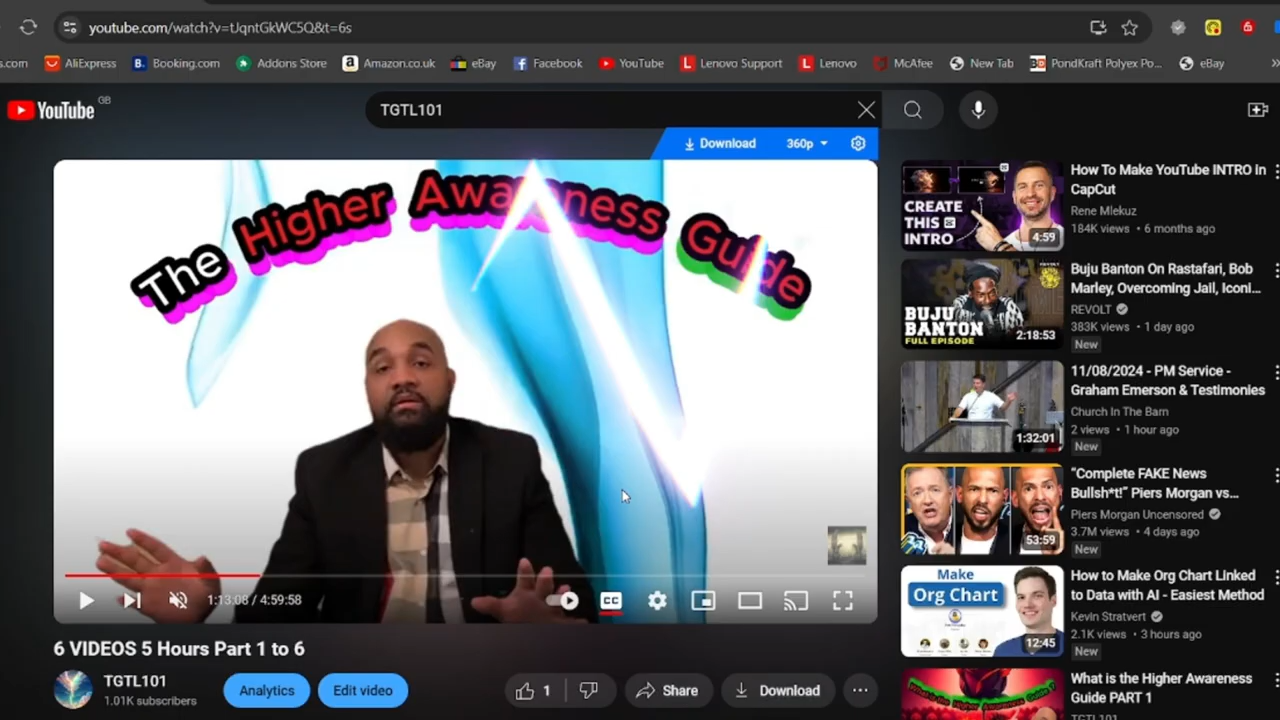 youtube.com/watch?v=tJqntGkWC5Q&t=6s
s.com AliExpress Booking.com Addons Store Amazon.co.uk eBay Facebook YouTube Lenovo Support Lenovo McAfee New Tab PondKraft Polyex Po... eBay
YouTube GB
TGTL101
Download 360p
The Higher Awareness Guide
1:13:08 / 4:59:58
CC
6 VIDEOS 5 Hours Part 1 to 6
TGTL101
1.01K subscribers
Analytics
Edit video
1
Share
Download
CREATE
THIS
INTRO
4:59
How To Make YouTube INTRO in
CapCut
Rene Mlekuz
184K views • 6 months ago
BUJU
BANTON
FULL EPISODE
2:18:53
Buju Banton On Rastafari, Bob
Marley, Overcoming Jail, Iconi...
REVOLT
383K views • 1 day ago
New
1:32:01
11/08/2024 - PM Service -
Graham Emerson & Testimonies
Church In The Barn
2 views • 1 hour ago
New
53:59
“Complete FAKE News
Bullsh*t!” Piers Morgan vs...
Piers Morgan Uncensored
3.7M views • 4 days ago
New
Make
Org Chart
12:45
How to Make Org Chart Linked
to Data with AI - Easiest Method
Kevin Stratvert
2.1K views • 3 hours ago
New
What is the Higher Awareness
Guide PART 1